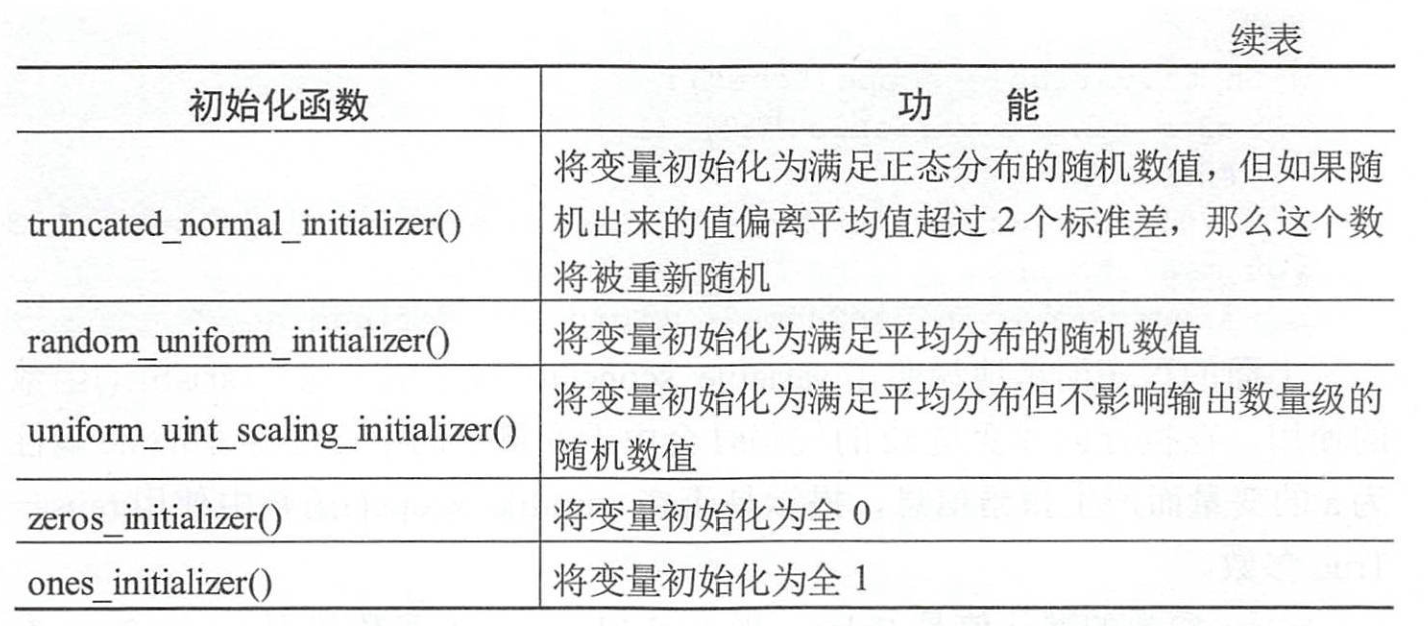 续表
初始化函数 功 能
将变量初始化为满足正态分布的随机数值，但如果随
truncated_normal_initializer() 机出来的值偏离平均值超过 2 个标准差，那么这个数
将被重新随机
random_uniform_initializer() 将变量初始化为满足平均分布的随机数值
将变量初始化为满足平均分布但不影响输出数量级的
uniform_uint_scaling_initializer()
随机数值
zeros_initializer() 将变量初始化为全 0
ones_initializer() 将变量初始化为全 1